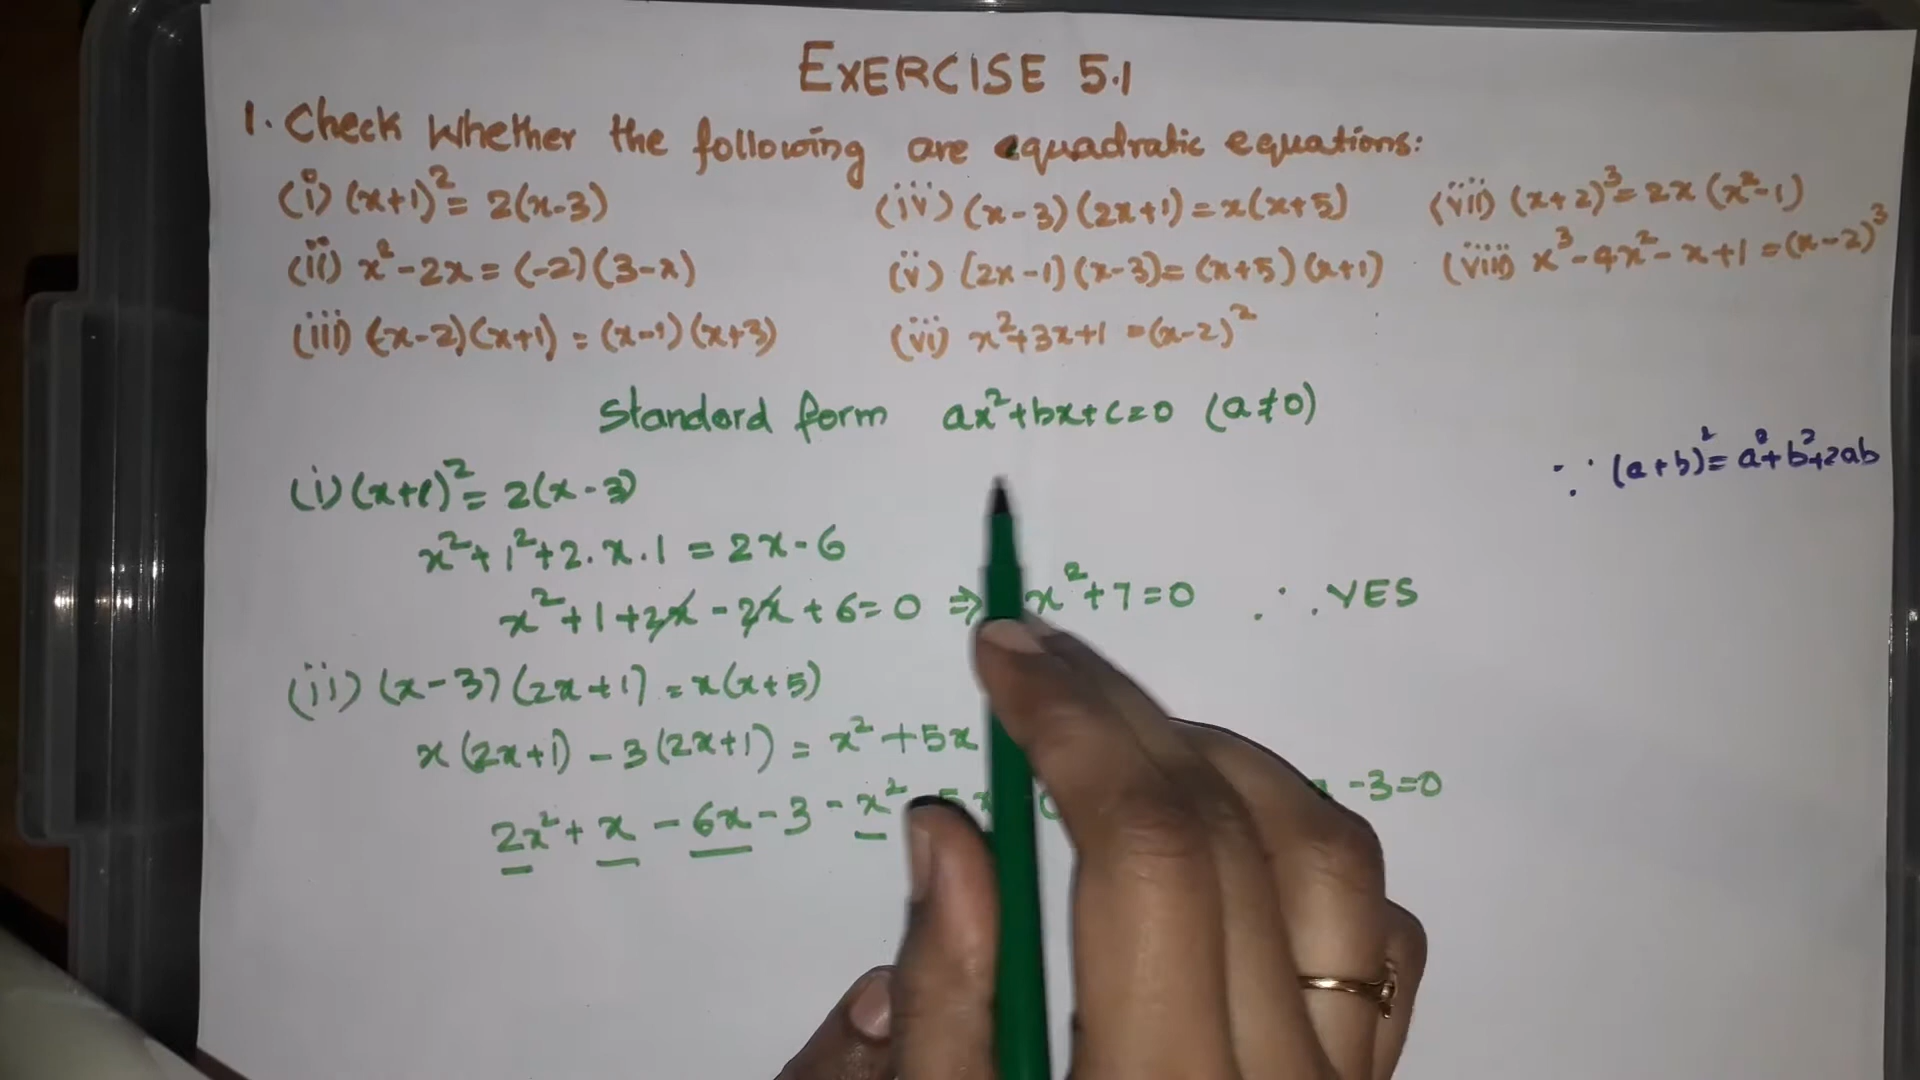 EXERCISE 5.1
1. Check whether the following are quadratic equations:
(i) (x+1)² = 2(x-3)
(ii) x² - 2x = (-2)(3-x)
(iii) (x-2)(x+1) = (x-1)(x+3)
(iv) (x-3)(2x+1) = x(x+5)
(v) (2x-1)(x-3) = (x+5)(x+1)
(vi) x²+3x+1 = (x-2)²
(vii) (x+2)³ = 2x(x²-1)
(viii) x³-4x²-x+1 = (x-2)³
Standard form ax²+bx+c=0 (a≠0)
∵ (a+b)² = a²+b²+2ab
(i) (x+1)² = 2(x-3)
x²+1²+2.x.1 = 2x-6
x²+1+2x-2x+6=0 ⇒ x²+7=0 ∴ YES
(ii) (x-3)(2x+1) = x(x+5)
x(2x+1) - 3(2x+1) = x²+5x
2x²+x-6x-3-x² 5x -3=0